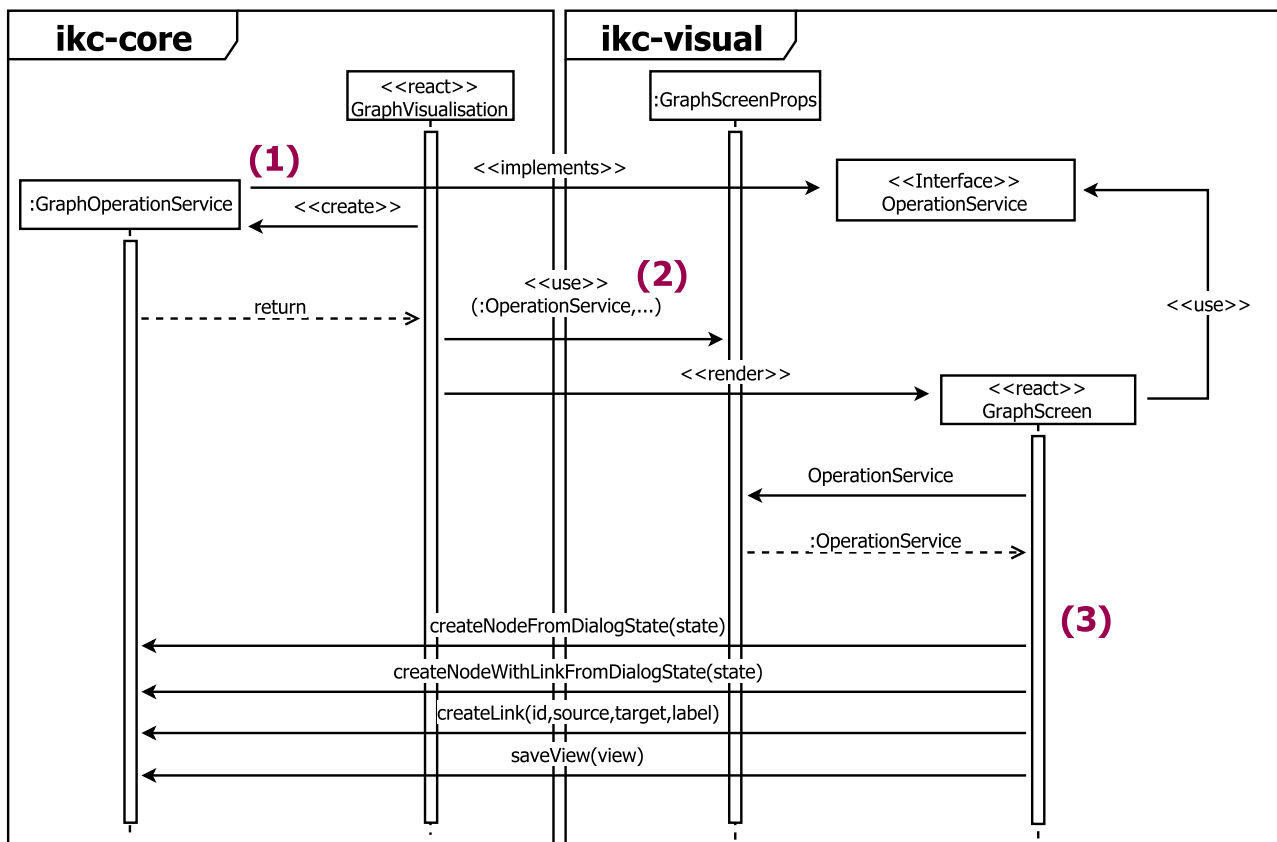 ikc-core
ikc-visual
<<react>>
GraphVisualisation
:GraphScreenProps
(1)
<<implements>>
:GraphOperationService
<<create>>
<<Interface>>
OperationService
<<use>>
(:OperationService,...)
(2)
return
<<use>>
<<render>>
<<react>>
GraphScreen
OperationService
:OperationService
(3)
createNodeFromDialogState(state)
createNodeWithLinkFromDialogState(state)
createLink(id,source,target,label)
saveView(view)